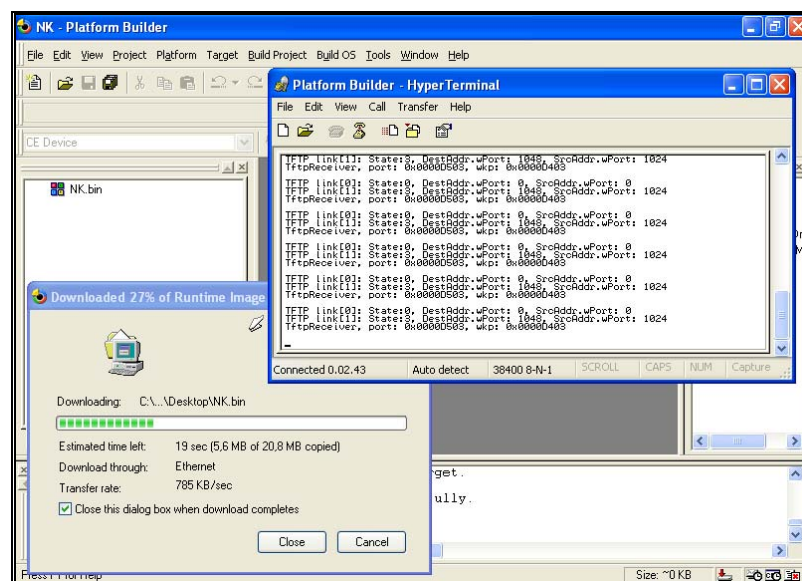 NK - Platform Builder
File Edit View Project Platform Target Build Project Build OS Tools Window Help
CE Device
NK.bin
Platform Builder - HyperTerminal
File Edit View Call Transfer Help
TFTP link[1]: State:3, DestAddr.wPort: 1048, SrcAddr.wPort: 1024
TftpReceiver, port: 0x0000D503, wkp: 0x0000D403
TFTP link[0]: State:0, DestAddr.wPort: 0, SrcAddr.wPort: 0
TFTP link[1]: State:3, DestAddr.wPort: 1048, SrcAddr.wPort: 1024
TftpReceiver, port: 0x0000D503, wkp: 0x0000D403
TFTP link[0]: State:0, DestAddr.wPort: 0, SrcAddr.wPort: 0
TFTP link[1]: State:3, DestAddr.wPort: 1048, SrcAddr.wPort: 1024
TftpReceiver, port: 0x0000D503, wkp: 0x0000D403
TFTP link[0]: State:0, DestAddr.wPort: 0, SrcAddr.wPort: 0
TFTP link[1]: State:3, DestAddr.wPort: 1048, SrcAddr.wPort: 1024
TftpReceiver, port: 0x0000D503, wkp: 0x0000D403
TFTP link[0]: State:0, DestAddr.wPort: 0, SrcAddr.wPort: 0
TFTP link[1]: State:3, DestAddr.wPort: 1048, SrcAddr.wPort: 1024
TftpReceiver, port: 0x0000D503, wkp: 0x0000D403
TFTP link[0]: State:0, DestAddr.wPort: 0, SrcAddr.wPort: 0
TFTP link[1]: State:3, DestAddr.wPort: 1048, SrcAddr.wPort: 1024
TftpReceiver, port: 0x0000D503, wkp: 0x0000D403
Connected 0.02.43 Auto detect 38400 8-N-1 SCROLL CAPS NUM Capture
Downloaded 27% of Runtime Image
Downloading: C:\...\Desktop\NK.bin
Estimated time left: 19 sec (5,6 MB of 20,8 MB copied)
Download through: Ethernet
Transfer rate: 785 KB/sec
Close this dialog box when download completes
Close Cancel
get.
ully.
Size: ~0 KB